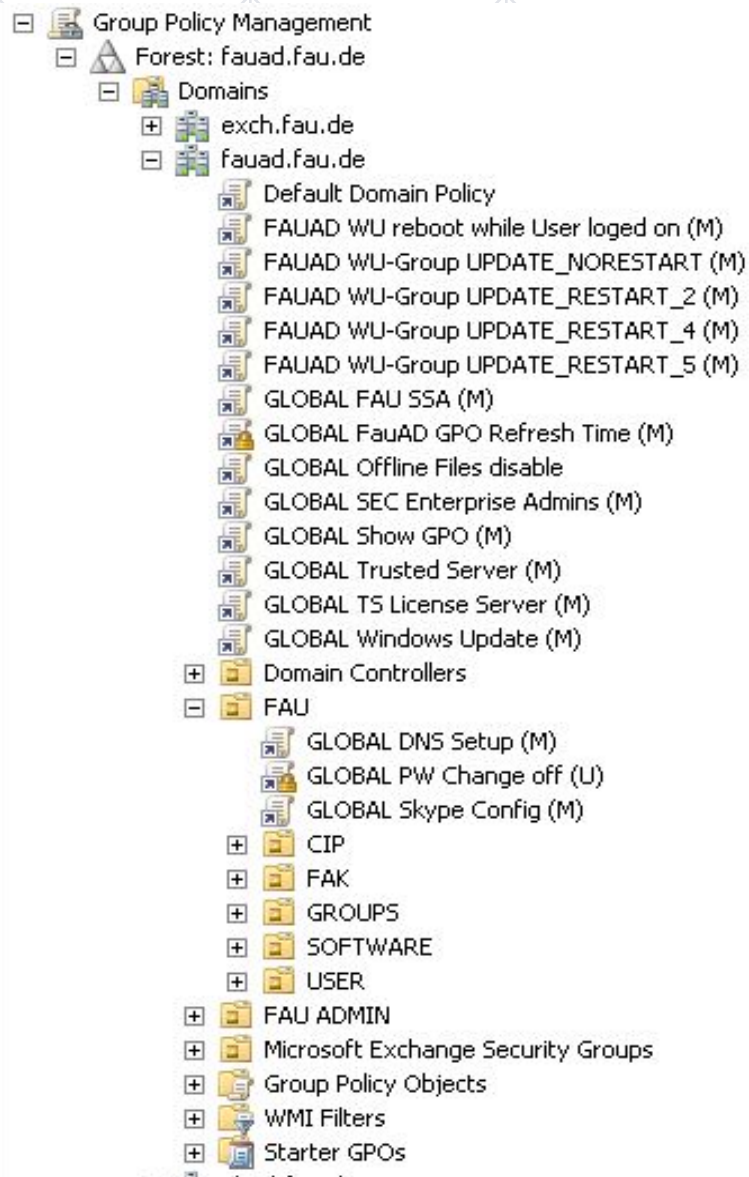 Group Policy Management
Forest: fauad.fau.de
Domains
exch.fau.de
fauad.fau.de
Default Domain Policy
FAUAD WU reboot while User loged on (M)
FAUAD WU-Group UPDATE_NORESTART (M)
FAUAD WU-Group UPDATE_RESTART_2 (M)
FAUAD WU-Group UPDATE_RESTART_4 (M)
FAUAD WU-Group UPDATE_RESTART_5 (M)
GLOBAL FAU SSA (M)
GLOBAL FauAD GPO Refresh Time (M)
GLOBAL Offline Files disable
GLOBAL SEC Enterprise Admins (M)
GLOBAL Show GPO (M)
GLOBAL Trusted Server (M)
GLOBAL TS License Server (M)
GLOBAL Windows Update (M)
Domain Controllers
FAU
GLOBAL DNS Setup (M)
GLOBAL PW Change off (U)
GLOBAL Skype Config (M)
CIP
FAK
GROUPS
SOFTWARE
USER
FAU ADMIN
Microsoft Exchange Security Groups
Group Policy Objects
WMI Filters
Starter GPOs